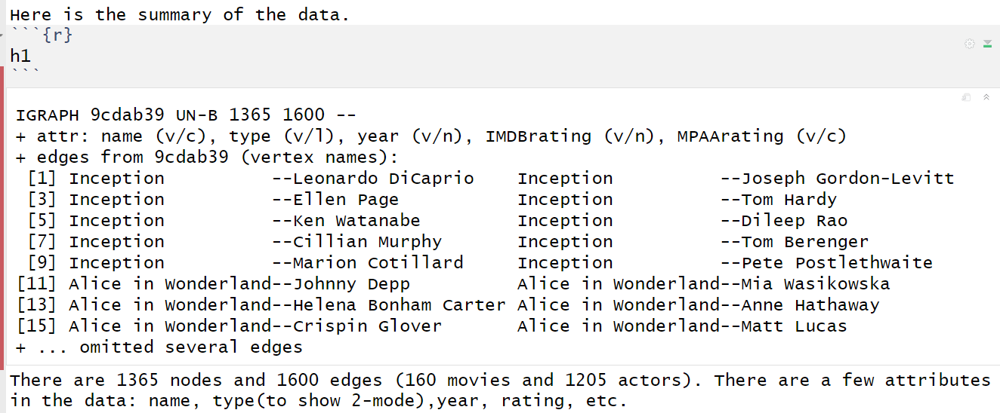 Here is the summary of the data.
```{r}
h1
```
IGRAPH 9cdab39 UN-B 1365 1600 --
+ attr: name (v/c), type (v/l), year (v/n), IMDBrating (v/n), MPAArating (v/c)
+ edges from 9cdab39 (vertex names):
 [1] Inception          --Leonardo DiCaprio    Inception          --Joseph Gordon-Levitt
 [3] Inception          --Ellen Page           Inception          --Tom Hardy
 [5] Inception          --Ken Watanabe         Inception          --Dileep Rao
 [7] Inception          --Cillian Murphy       Inception          --Tom Berenger
 [9] Inception          --Marion Cotillard     Inception          --Pete Postlethwaite
[11] Alice in Wonderland--Johnny Depp          Alice in Wonderland--Mia Wasikowska
[13] Alice in Wonderland--Helena Bonham Carter Alice in Wonderland--Anne Hathaway
[15] Alice in Wonderland--Crispin Glover       Alice in Wonderland--Matt Lucas
+ ... omitted several edges
There are 1365 nodes and 1600 edges (160 movies and 1205 actors). There are a few attributes
in the data: name, type(to show 2-mode),year, rating, etc.